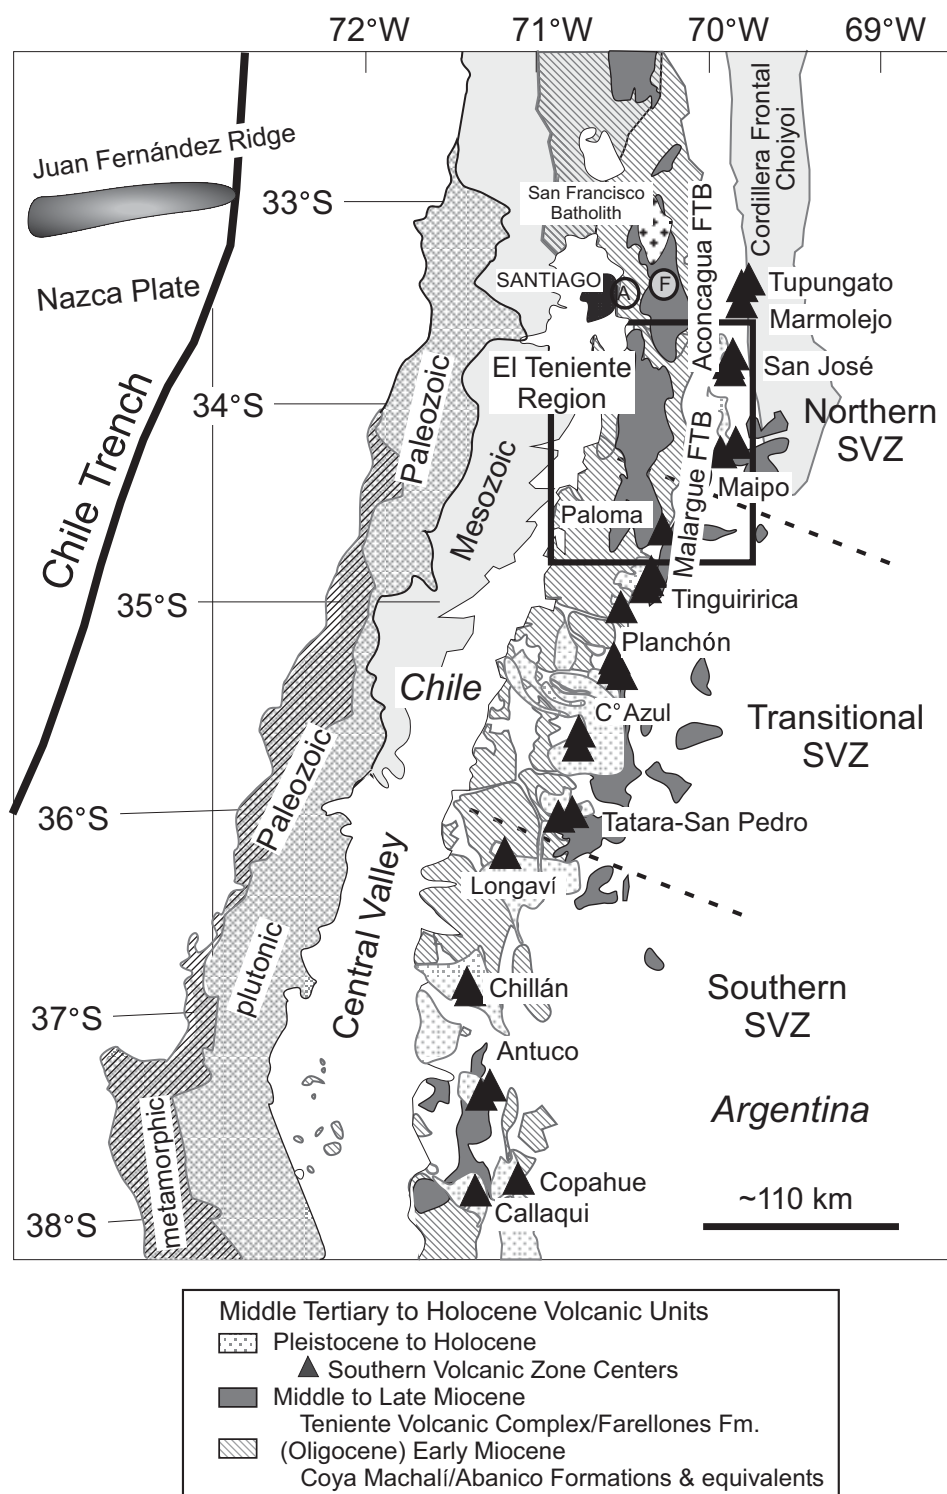 72°W
71°W
70°W
69°W
Juan Fernández Ridge
33°S
San Francisco
Batholith
Cordillera Frontal
Choiyoi
Aconcagua FTB
Nazca Plate
SANTIAGO
A
F
Tupungato
Marmolejo
San José
Chile Trench
34°S
Paleozoic
El Teniente
Region
Northern
SVZ
Mesozoic
Malargue FTB
Maipo
Paloma
35°S
Tinguiririca
Planchón
Chile
C° Azul
Transitional
SVZ
36°S
Paleozoic
Tatara-San Pedro
Longaví
Central Valley
plutonic
Chillán
Southern
SVZ
37°S
Antuco
Argentina
metamorphic
Copahue
Callaqui
38°S
~110 km
Middle Tertiary to Holocene Volcanic Units
Pleistocene to Holocene
Southern Volcanic Zone Centers
Middle to Late Miocene
Teniente Volcanic Complex/Farellones Fm.
(Oligocene) Early Miocene
Coya Machalí/Abanico Formations & equivalents